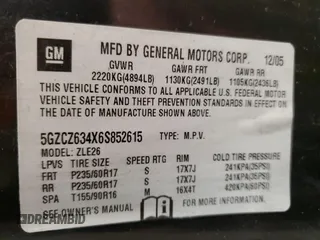 GM
MFD BY GENERAL MOTORS CORP. 12/05
GVWR GAWR FRT GAWR RR
2220KG(4894LB) 1130KG(2491LB) 1105KG(2436LB)
THIS VEHICLE CONFORMS TO ALL APPLICABLE U.S. FEDERAL MOTOR
VEHICLE SAFETY AND THEFT PREVENTION STANDARDS IN EFFECT ON
THE DATE OF MANUFACTURE SHOWN ABOVE.
5GZCZ634X6S852615 TYPE: M.P.V.
MODEL: ZLE26
LPS TIRE SIZE SPEED RTG RIM COLD TIRE PRESSURE
FRT P235/60R17 S 17X7J 241KPA(35PSI)
RR P235/60R17 S 17X7J 241KPA(35PSI)
SPA T155/90R16 M 16X4T 420KPA(60PSI)
SEE OWNER'S MANUAL FOR ADDITIONAL INFORMATION
DREAMBID